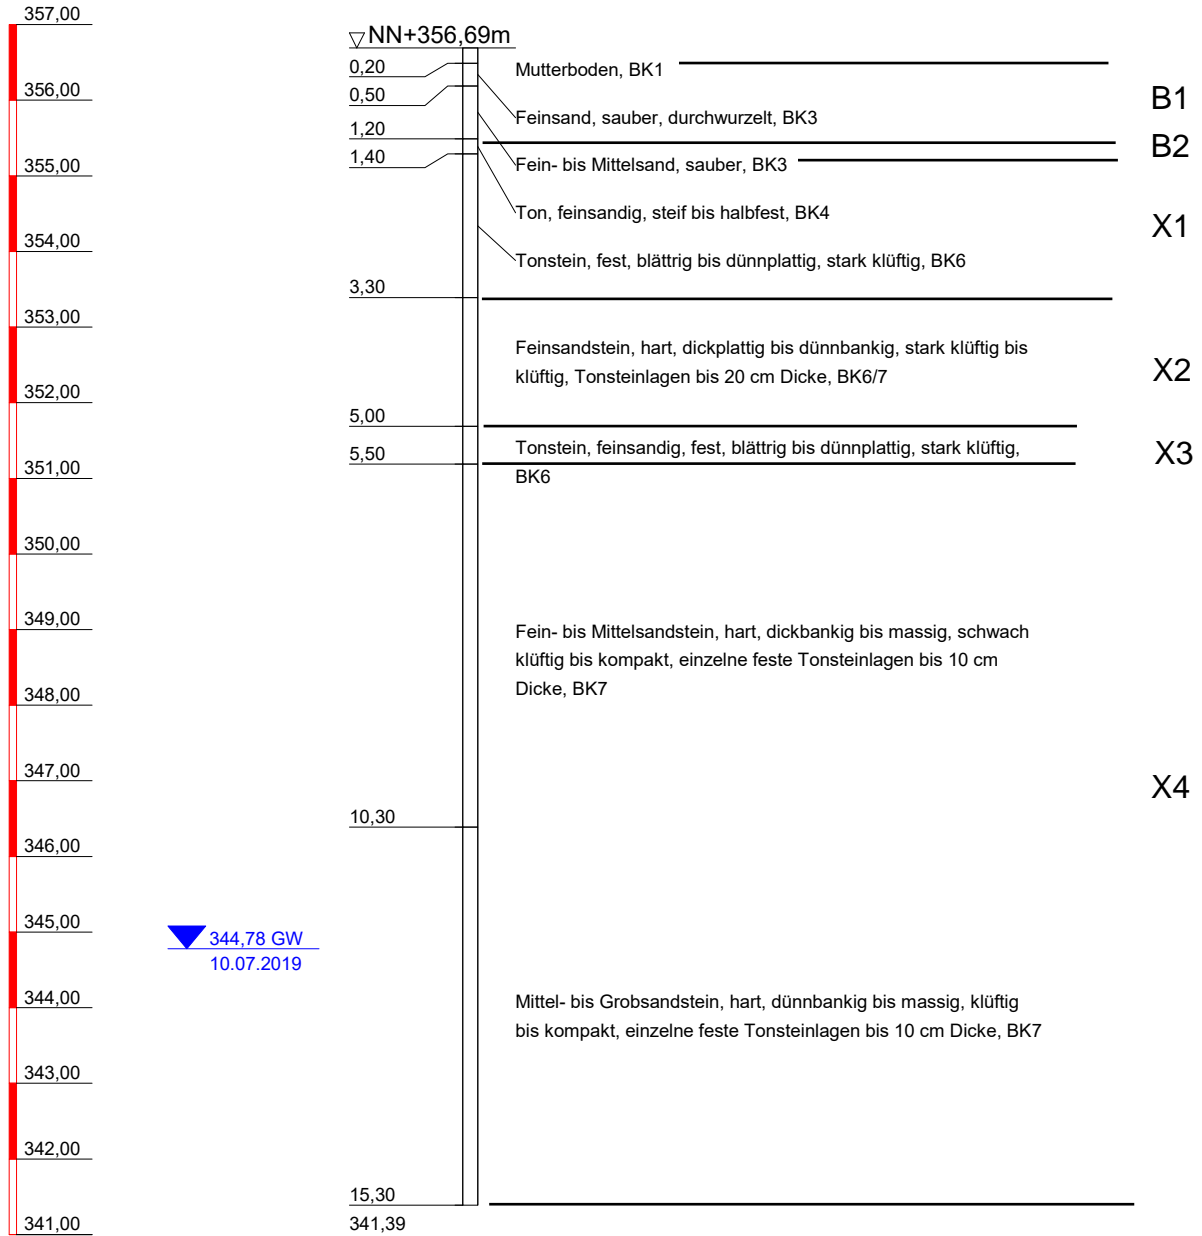 357,00
NN+356,69m
0,20
Mutterboden, BK1
356,00
0,50
B1
Feinsand, sauber, durchwurzelt, BK3
1,20
B2
355,00
1,40
Fein- bis Mittelsand, sauber, BK3
Ton, feinsandig, steif bis halbfest, BK4
X1
354,00
Tonstein, fest, blättrig bis dünnplattig, stark klüftig, BK6
3,30
353,00
Feinsandstein, hart, dickplattig bis dünnbankig, stark klüftig bis
klüftig, Tonsteinlagen bis 20 cm Dicke, BK6/7
X2
352,00
5,00
Tonstein, feinsandig, fest, blättrig bis dünnplattig, stark klüftig,
BK6
5,50
X3
351,00
350,00
349,00
Fein- bis Mittelsandstein, hart, dickbankig bis massig, schwach
klüftig bis kompakt, einzelne feste Tonsteinlagen bis 10 cm
Dicke, BK7
348,00
347,00
X4
10,30
346,00
345,00
344,78 GW
10.07.2019
344,00
Mittel- bis Grobsandstein, hart, dünnbankig bis massig, klüftig
bis kompakt, einzelne feste Tonsteinlagen bis 10 cm Dicke, BK7
343,00
342,00
15,30
341,00
341,39